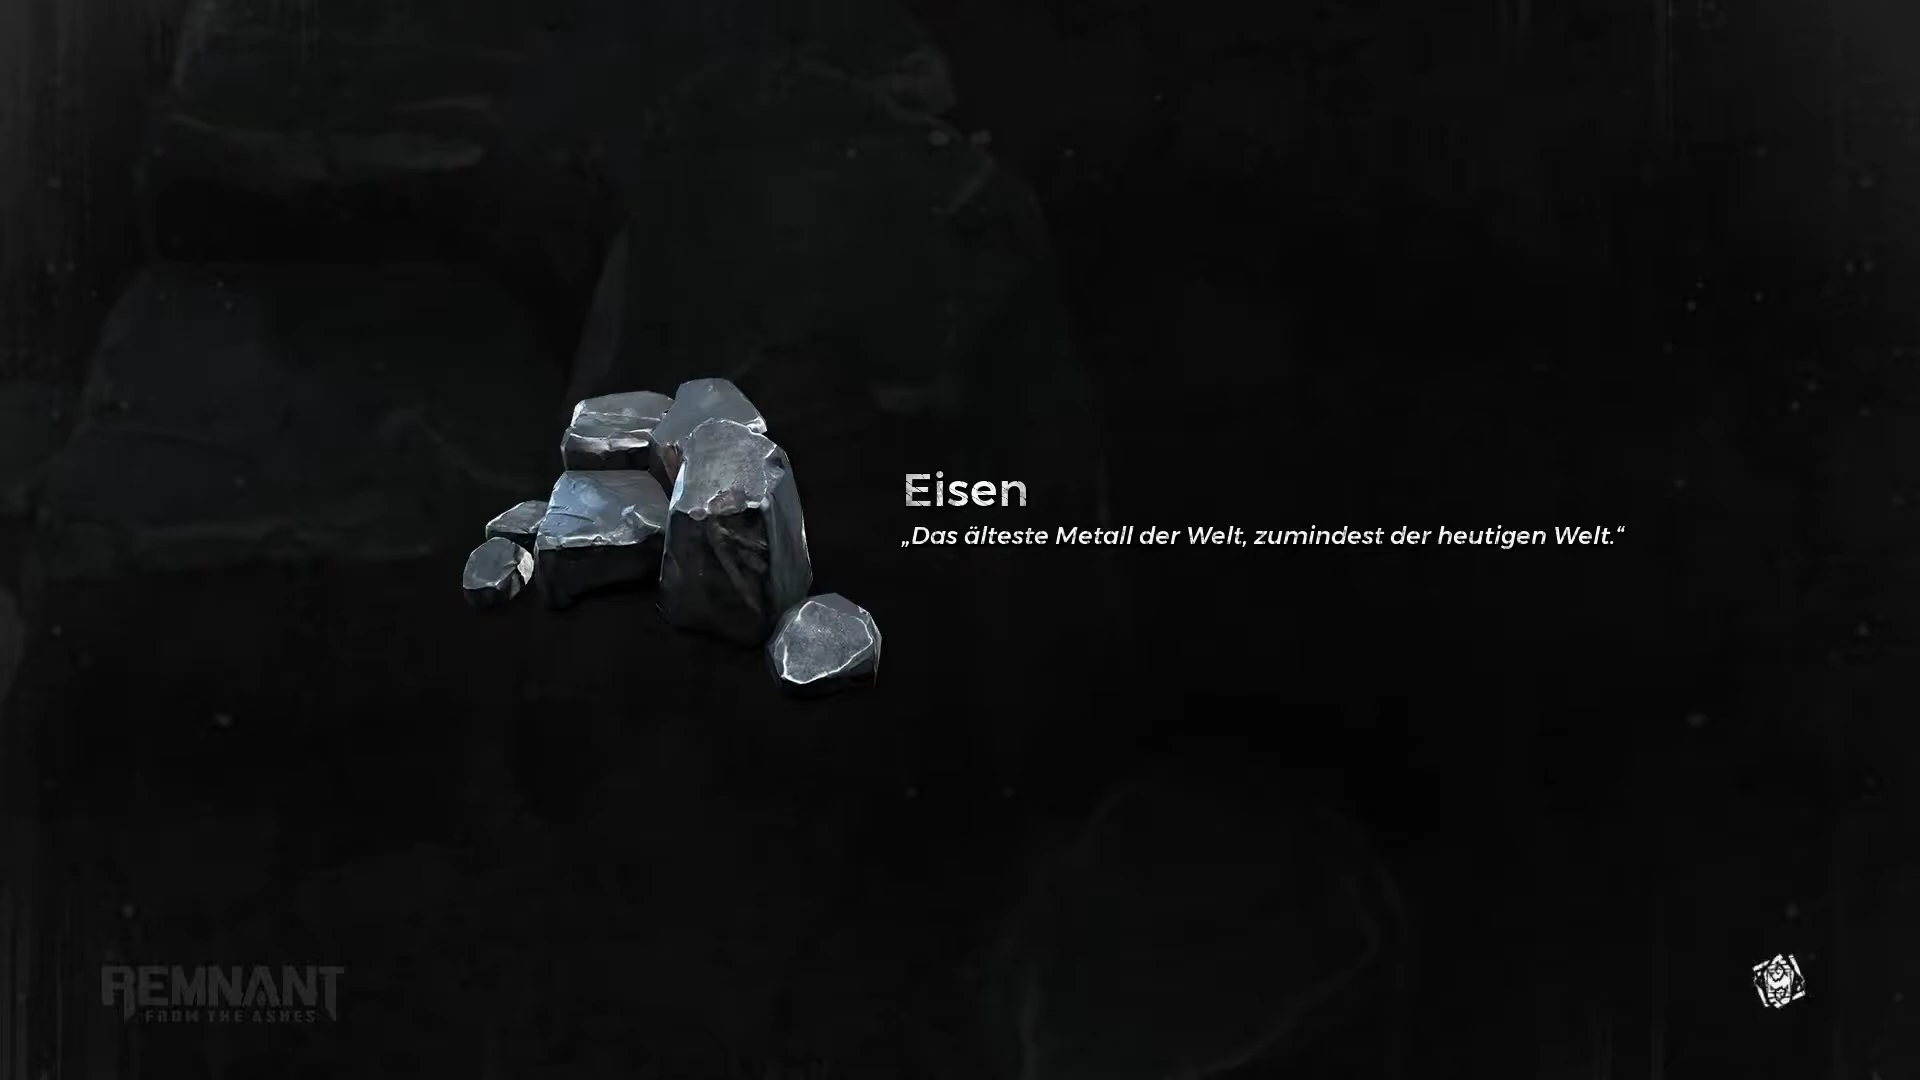 Eisen
„Das älteste Metall der Welt, zumindest der heutigen Welt.“
REMNANT
FROM THE ASHES